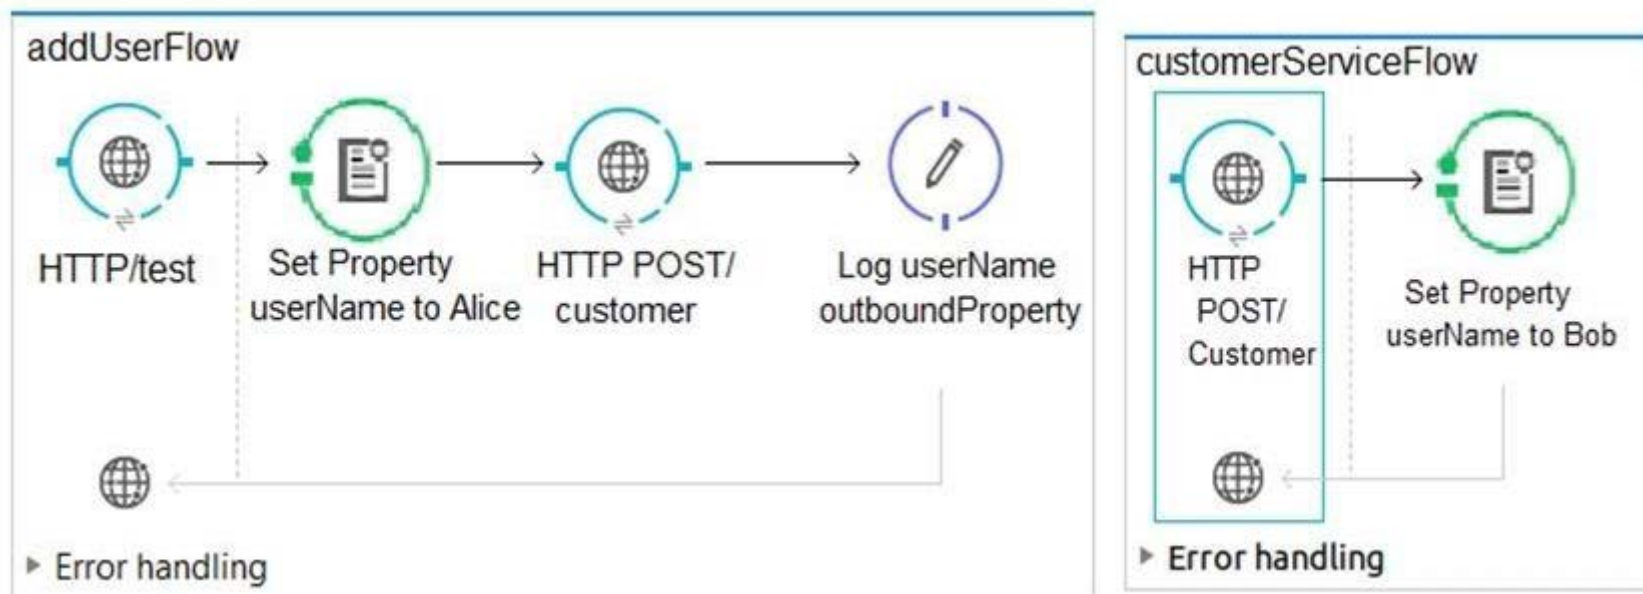 addUserFlow
HTTP/test
Set Property
userName to Alice
HTTP POST/
customer
Log userName
outboundProperty
Error handling
customerServiceFlow
HTTP
POST/
Customer
Set Property
userName to Bob
Error handling